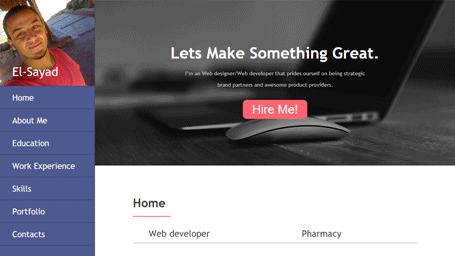 El-Sayad
Home
About Me
Education
Work Experience
Skills
Portfolio
Contacts
Lets Make Something Great.
I'm an Web designer/Web developer that prides ourself on being strategic
brand partners and awesome product providers.
Hire Me!
Home
Web developer
Pharmacy